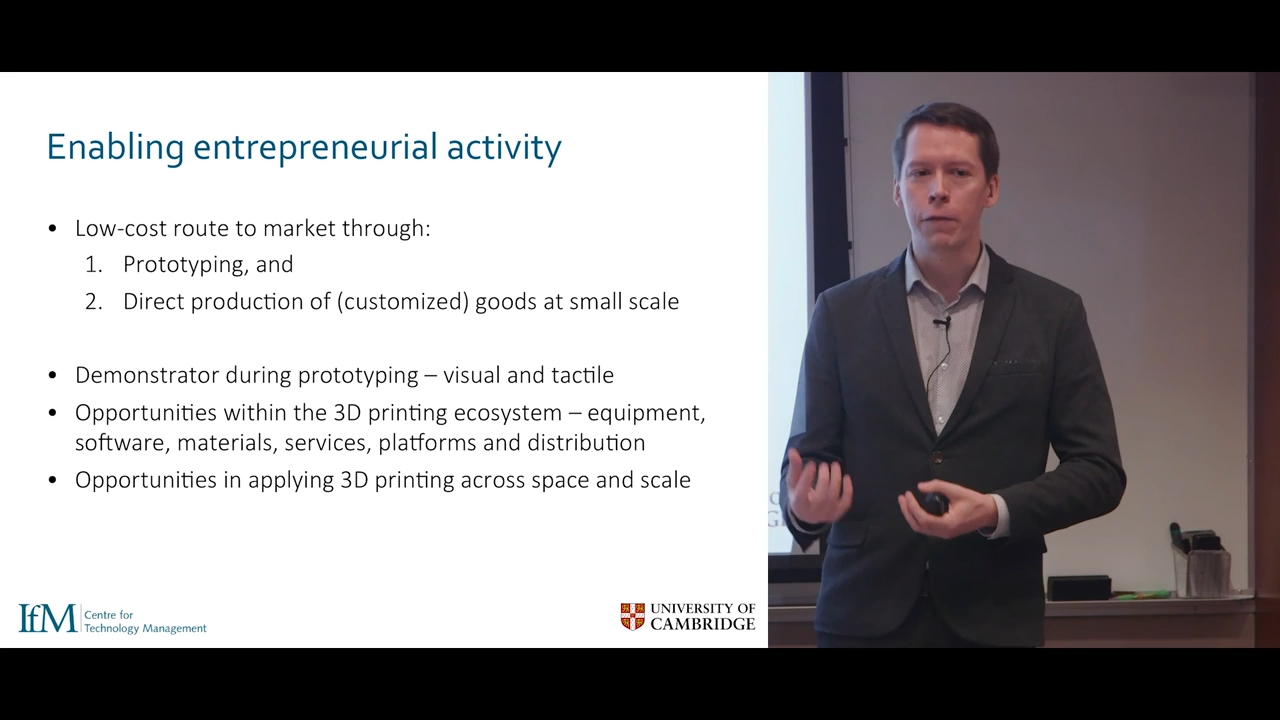 Enabling entrepreneurial activity
• Low-cost route to market through:
1. Prototyping, and
2. Direct production of (customized) goods at small scale
• Demonstrator during prototyping – visual and tactile
• Opportunities within the 3D printing ecosystem – equipment,
software, materials, services, platforms and distribution
• Opportunities in applying 3D printing across space and scale
IfM
Centre for
Technology Management
UNIVERSITY OF
CAMBRIDGE